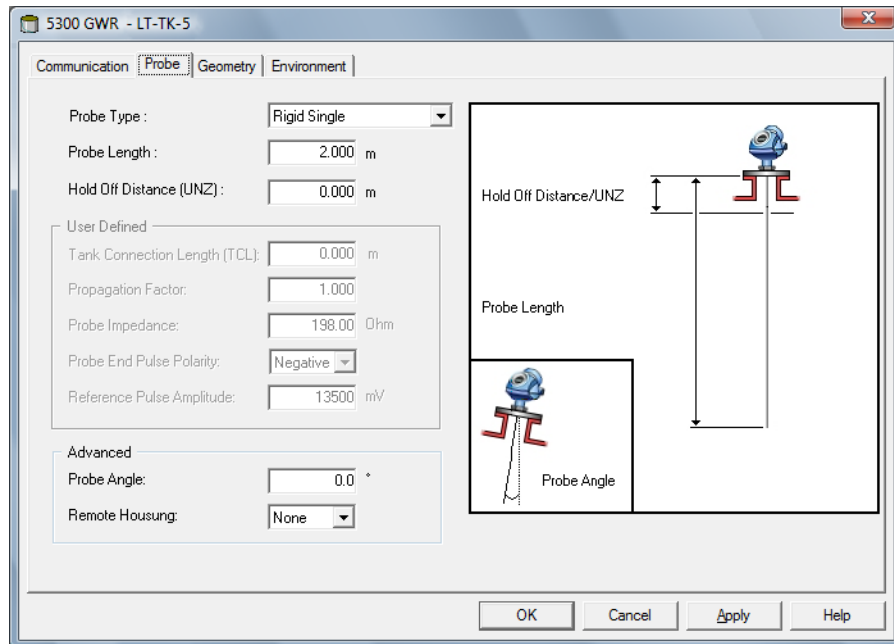 5300 GWR - LT-TK-5
Communication Probe Geometry Environment
Probe Type : Rigid Single
Probe Length : 2.000 m
Hold Off Distance (UNZ) : 0.000 m
User Defined
Tank Connection Length (TCL): 0.000 m
Propagation Factor: 1.000
Probe Impedance: 198.00 Ohm
Probe End Pulse Polarity: Negative
Reference Pulse Amplitude: 13500 mV
Advanced
Probe Angle: 0.0 °
Remote Housung: None
Hold Off Distance/UNZ
Probe Length
Probe Angle
OK Cancel Apply Help